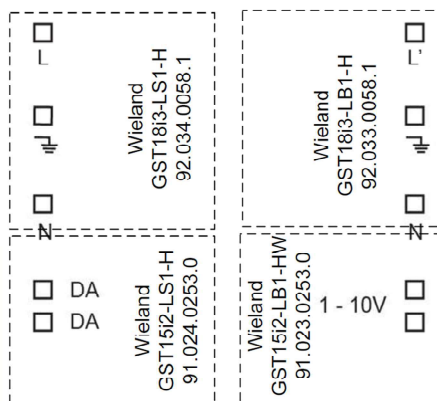 L
N
Wieland
GST18i3-LS1-H
92.034.0058.1
L'
N
Wieland
GST18i3-LB1-H
92.033.0058.1
DA
DA
Wieland
GST15i2-LS1-H
91.024.0253.0
Wieland
GST15i2-LB1-HW
91.023.0253.0
1 - 10V